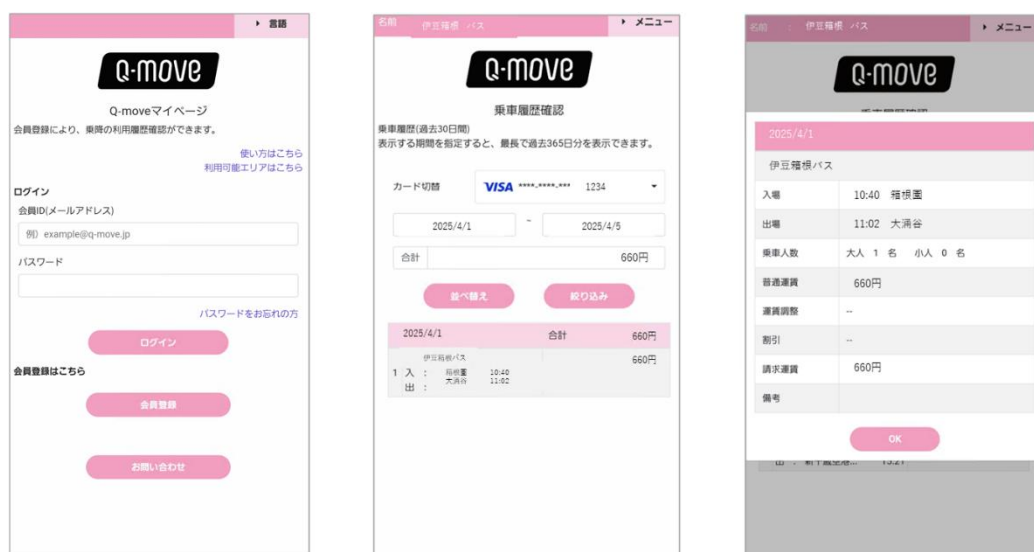 言語
Q-move
Q-moveマイページ
会員登録により、乗降の利用履歴確認ができます。
使い方はこちら
利用可能エリアはこちら
ログイン
会員ID(メールアドレス)
例）example@q-move.jp
パスワード
パスワードをお忘れの方
ログイン
会員登録はこちら
会員登録
お問い合わせ
名前 伊豆箱根 バス メニュー
Q-move
乗車履歴確認
乗車履歴(過去30日間)
表示する期間を指定すると、最長で過去365日分を表示できます。
カード切替 VISA ****-****-*** 1234
2025/4/1 ~ 2025/4/5
合計 660円
並べ替え 絞り込み
2025/4/1 合計 660円
伊豆箱根バス 660円
1 入 : 箱根園 10:40
出 : 大涌谷 11:02
名前 : 伊豆箱根 バス メニュー
Q-move
2025/4/1
伊豆箱根バス
入場 10:40 箱根園
出場 11:02 大涌谷
乗車人数 大人 1 名 小人 0 名
普通運賃 660円
運賃調整 --
割引 --
請求運賃 660円
備考
OK